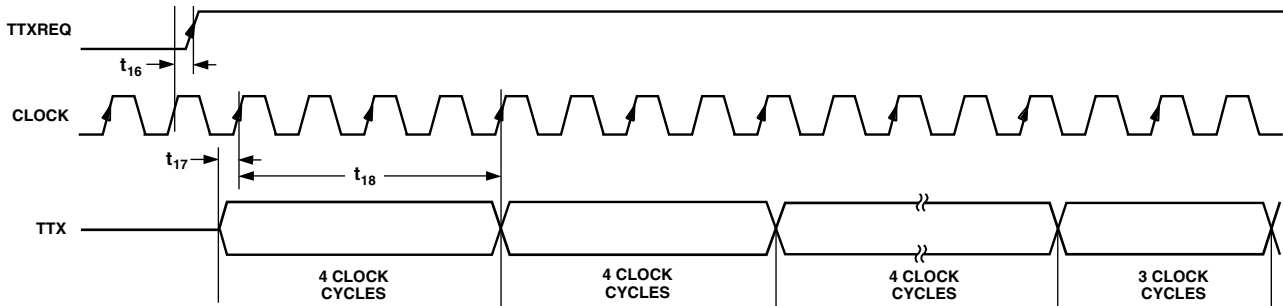 TTXREQ
t16
CLOCK
t17
t18
TTX
4 CLOCK
CYCLES
4 CLOCK
CYCLES
4 CLOCK
CYCLES
3 CLOCK
CYCLES